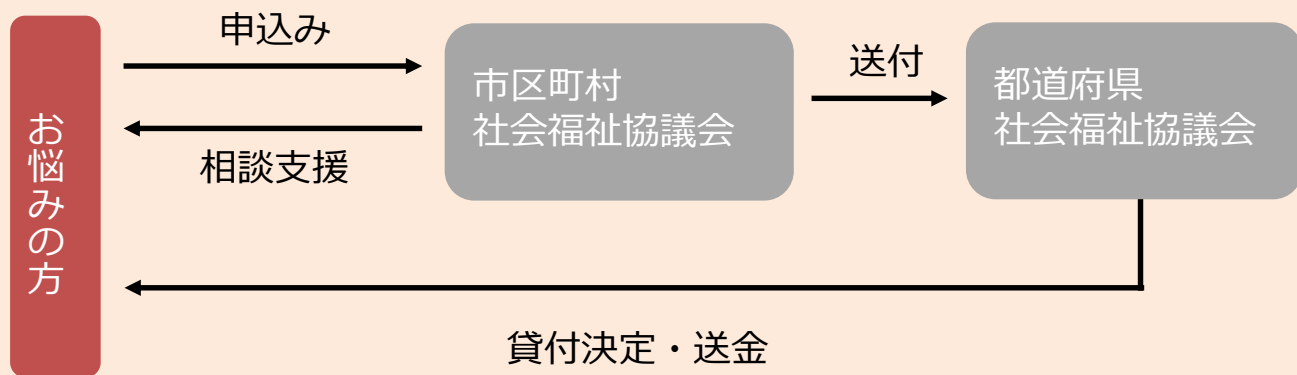 お悩みの方
申込み
相談支援
市区町村
社会福祉協議会
送付
都道府県
社会福祉協議会
貸付決定・送金